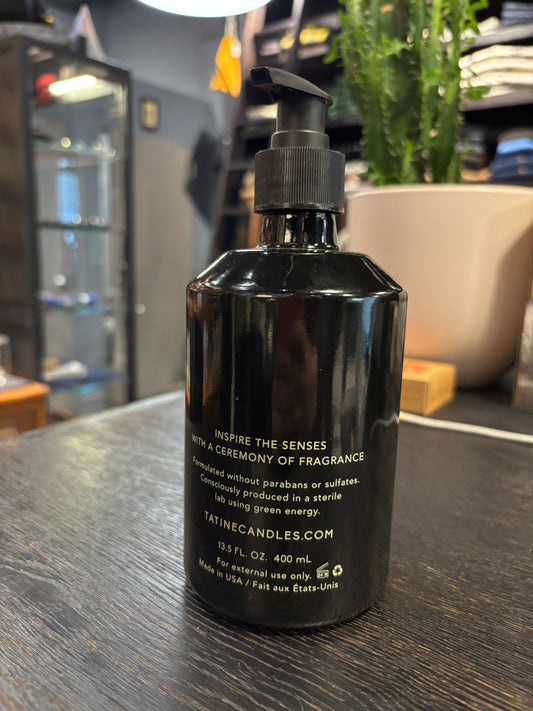 INSPIRE THE SENSES
WITH A CEREMONY OF FRAGRANCE
Formulated without parabans or sulfates.
Consciously produced in a sterile
lab using green energy.
TATINECANDLES.COM
13.5 FL. OZ. 400 mL
For external use only.
Made in USA / Fait aux États-Unis